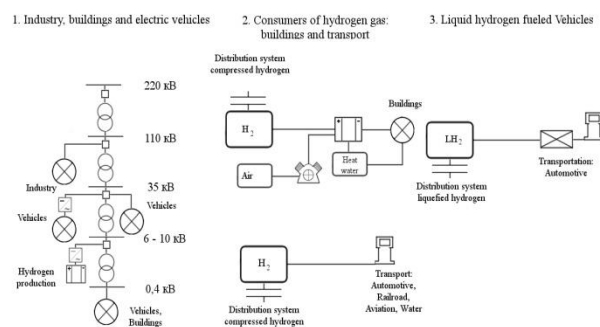 1. Industry, buildings and electric vehicles
2. Consumers of hydrogen gas:
buildings and transport
3. Liquid hydrogen fueled Vehicles
220 кВ
110 кВ
Industry
35 кВ
Vehicles
Vehicles
6 - 10 кВ
Hydrogen
production
0,4 кВ
Vehicles,
Buildings
Distribution system
compressed hydrogen
H2
Buildings
Air
Heat
water
H2
Distribution system
compressed hydrogen
Transport:
Automotive,
Railroad,
Aviation, Water
LH2
Distribution system
liquefied hydrogen
Transportation:
Automotive